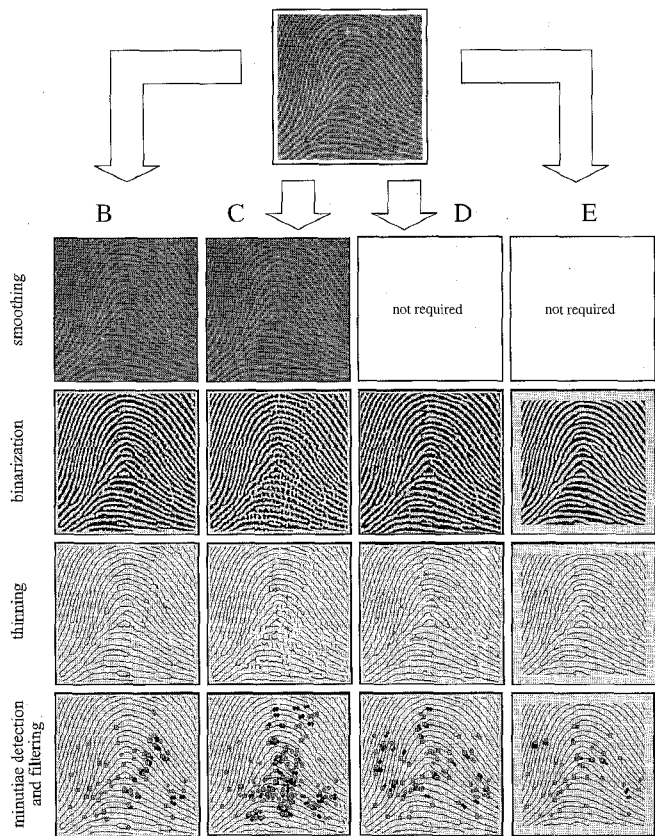 B C D E
smoothing
not required
not required
binarization
thinning
minutiae detection
and filtering